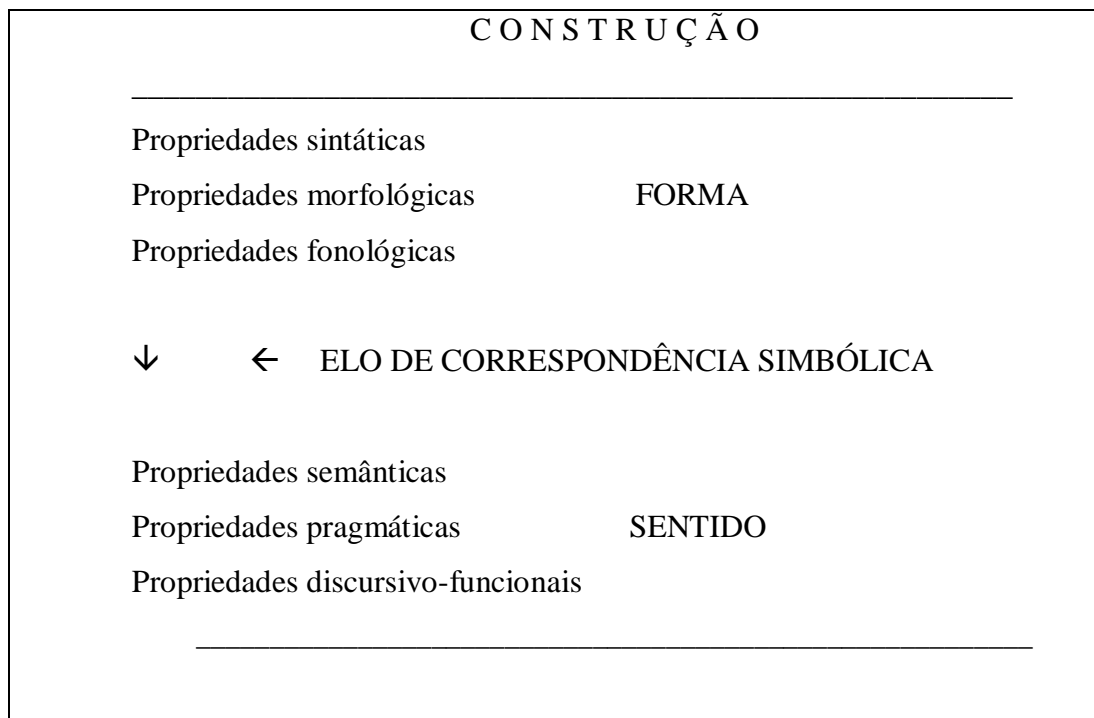 C O N S T R U Ç Ã O
Propriedades sintáticas
Propriedades morfológicas FORMA
Propriedades fonológicas
↓ ← ELO DE CORRESPONDÊNCIA SIMBÓLICA
Propriedades semânticas
Propriedades pragmáticas SENTIDO
Propriedades discursivo-funcionais